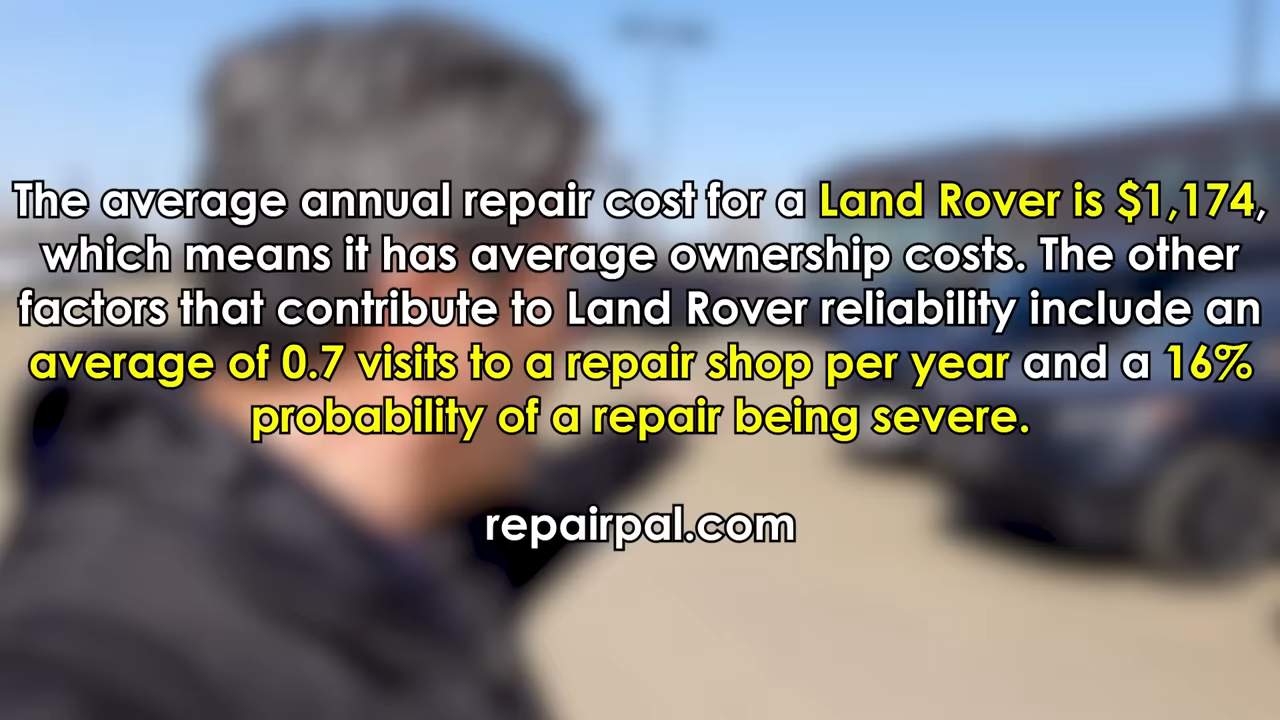 The average annual repair cost for a Land Rover is $1,174,
which means it has average ownership costs. The other
factors that contribute to Land Rover reliability include an
average of 0.7 visits to a repair shop per year and a 16%
probability of a repair being severe.
repairpal.com